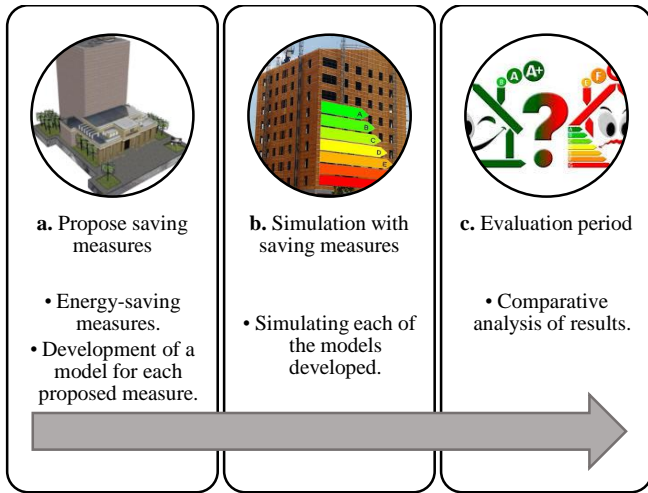 a. Propose saving
measures
• Energy-saving
measures.
• Development of a
model for each
proposed measure.
A
B
C
D
E
b. Simulation with
saving measures
• Simulating each of
the models
developed.
A A+
?
F
c. Evaluation period
• Comparative
analysis of results.